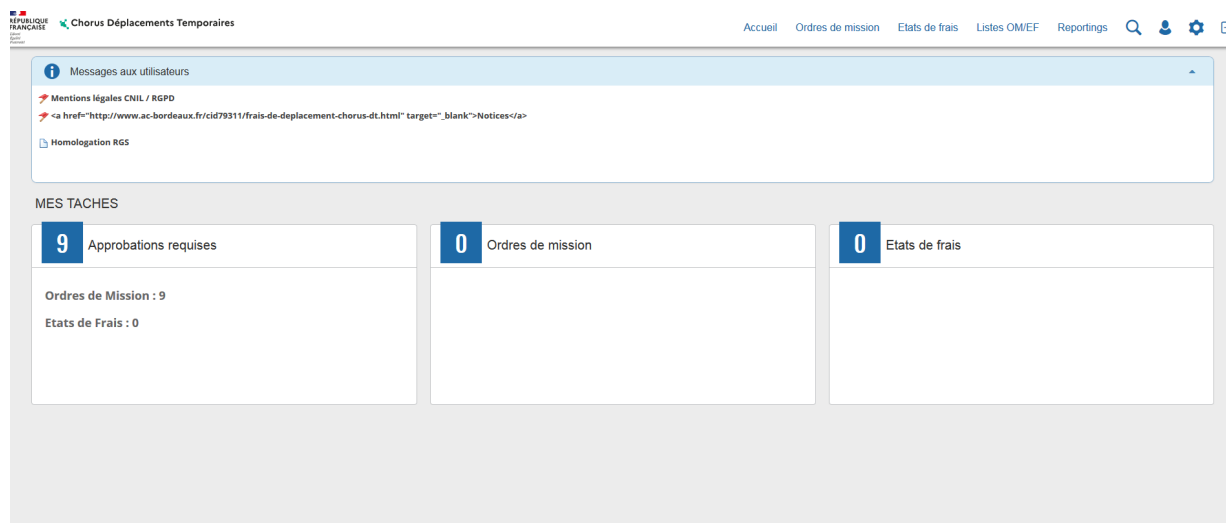 RÉPUBLIQUE
FRANÇAISE
Liberté
Égalité
Fraternité
Chorus Déplacements Temporaires
Accueil Ordres de mission Etats de frais Listes OM/EF Reportings
Messages aux utilisateurs
Mentions légales CNIL / RGPD
<a href="http://www.ac-bordeaux.fr/cid79311/frais-de-deplacement-chorus-dt.html" target="_blank">Notices</a>
Homologation RGS
MES TACHES
9 Approbations requises
Ordres de Mission : 9
Etats de Frais : 0
0 Ordres de mission
0 Etats de frais